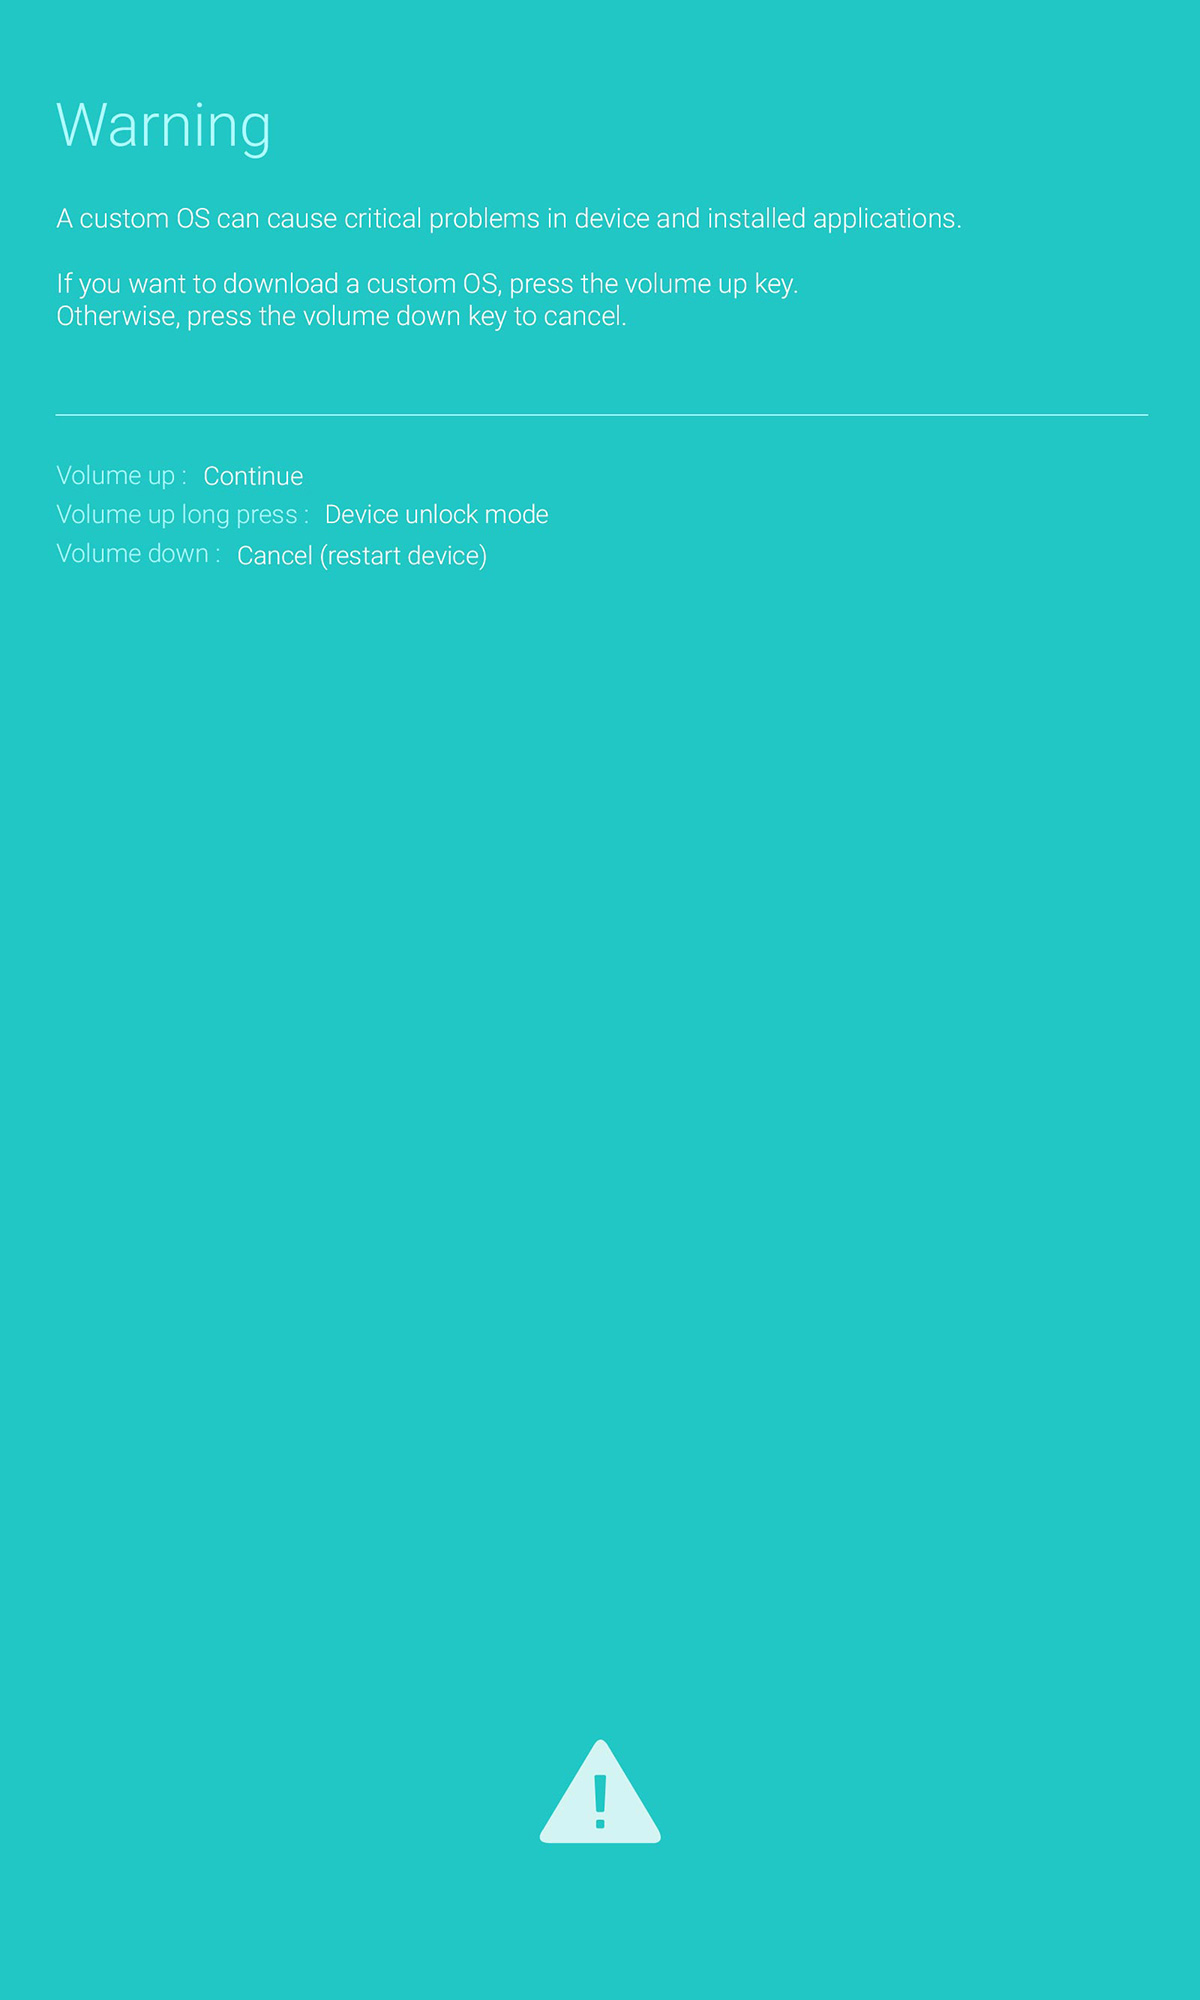 Warning
A custom OS can cause critical problems in device and installed applications.
If you want to download a custom OS, press the volume up key.
Otherwise, press the volume down key to cancel.
Volume up : Continue
Volume up long press : Device unlock mode
Volume down : Cancel (restart device)